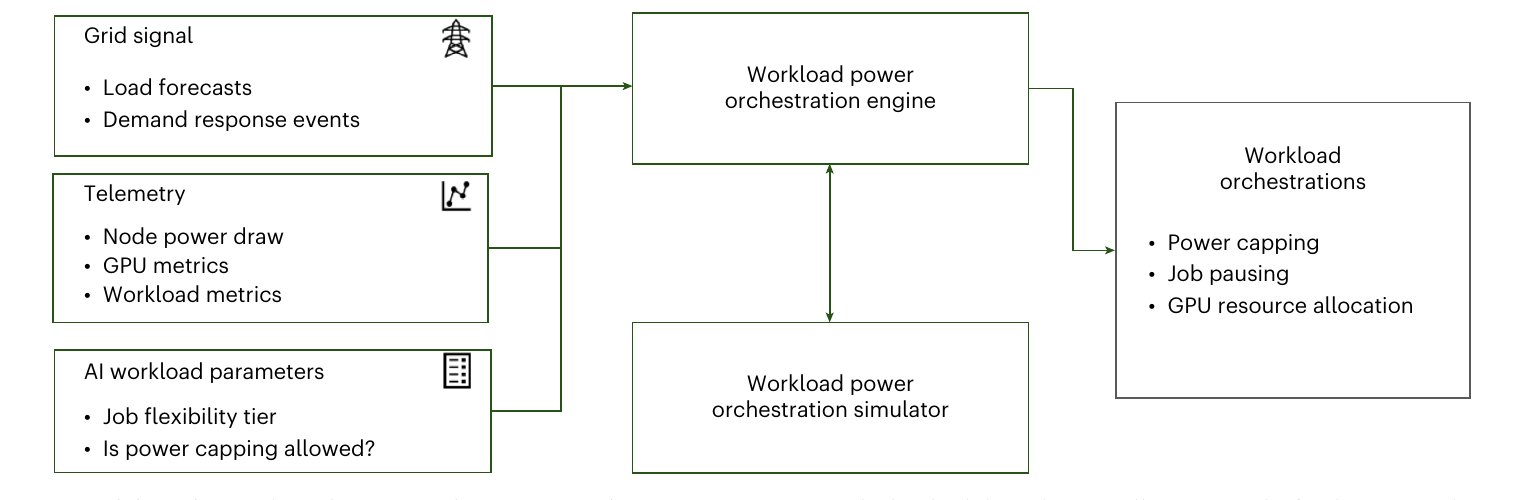 Grid signal
• Load forecasts
• Demand response events
Telemetry
• Node power draw
• GPU metrics
• Workload metrics
AI workload parameters
• Job flexibility tier
• Is power capping allowed?
Workload power
orchestration engine
Workload power
orchestration simulator
Workload
orchestrations
• Power capping
• Job pausing
• GPU resource allocation